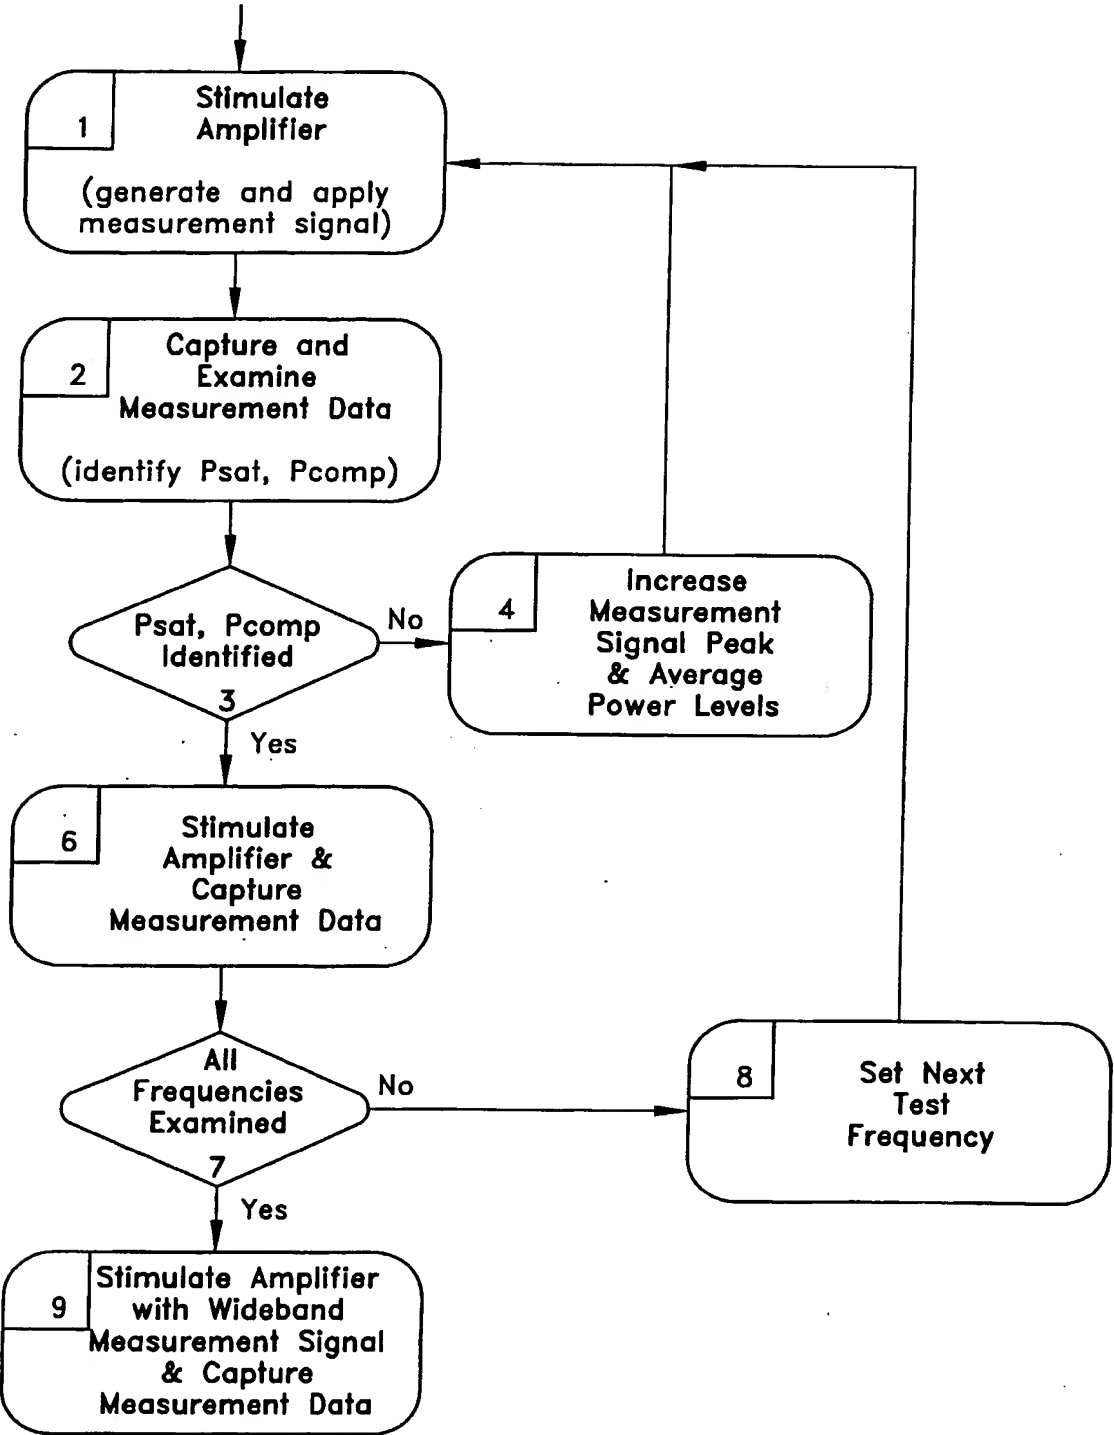 1
Stimulate
Amplifier
(generate and apply
measurement signal)
2
Capture and
Examine
Measurement Data
(identify Psat, Pcomp)
Psat, Pcomp
Identified
3
No
Yes
4
Increase
Measurement
Signal Peak
& Average
Power Levels
6
Stimulate
Amplifier &
Capture
Measurement Data
All
Frequencies
Examined
7
No
Yes
8
Set Next
Test
Frequency
9
Stimulate Amplifier
with Wideband
Measurement Signal
& Capture
Measurement Data